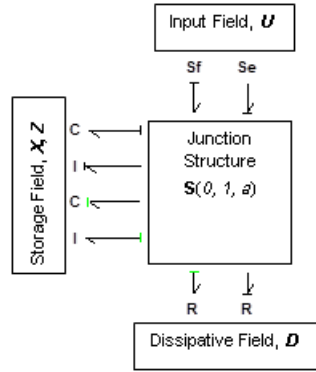 Input Field, U
Sf Se
Storage Field, X, Z
C
I
C
I
Junction
Structure
S(0, 1, a)
R R
Dissipative Field, D